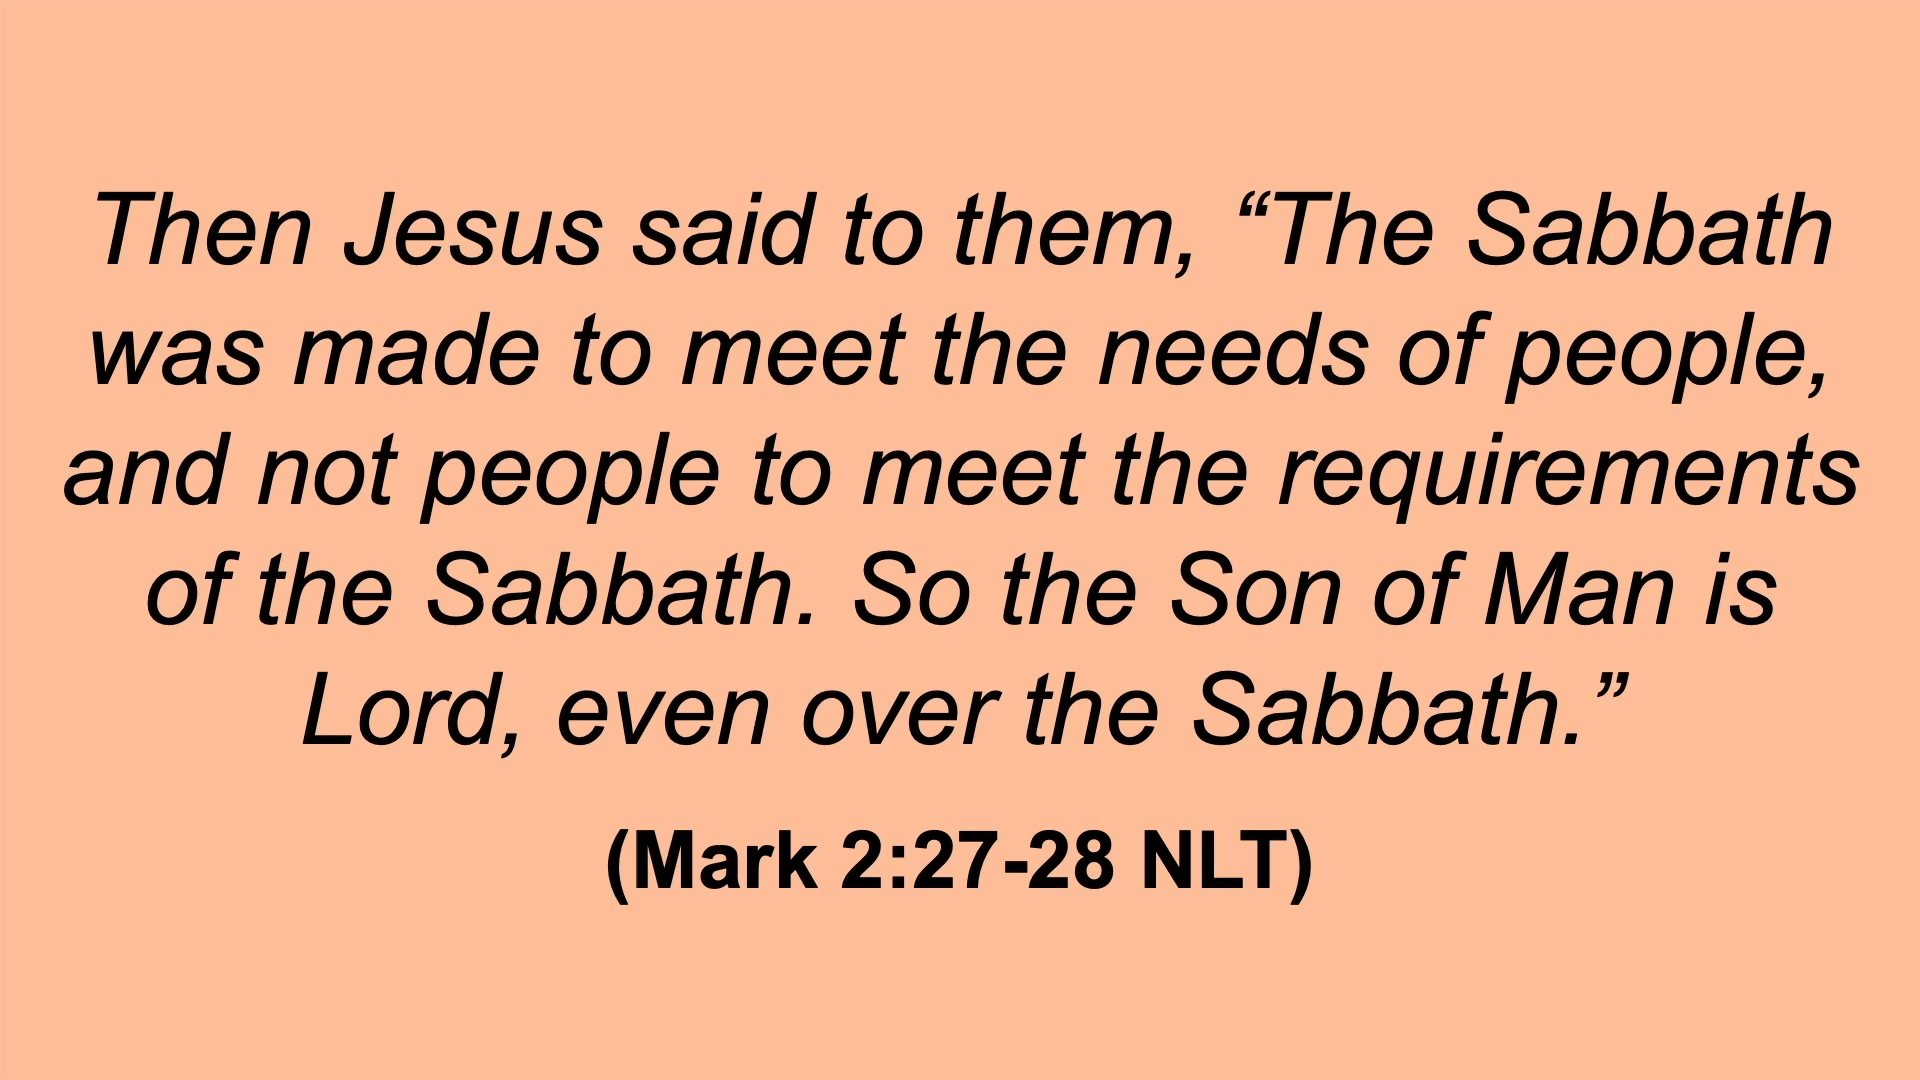 Then Jesus said to them, “The Sabbath
was made to meet the needs of people,
and not people to meet the requirements
of the Sabbath. So the Son of Man is
Lord, even over the Sabbath.”
(Mark 2:27-28 NLT)